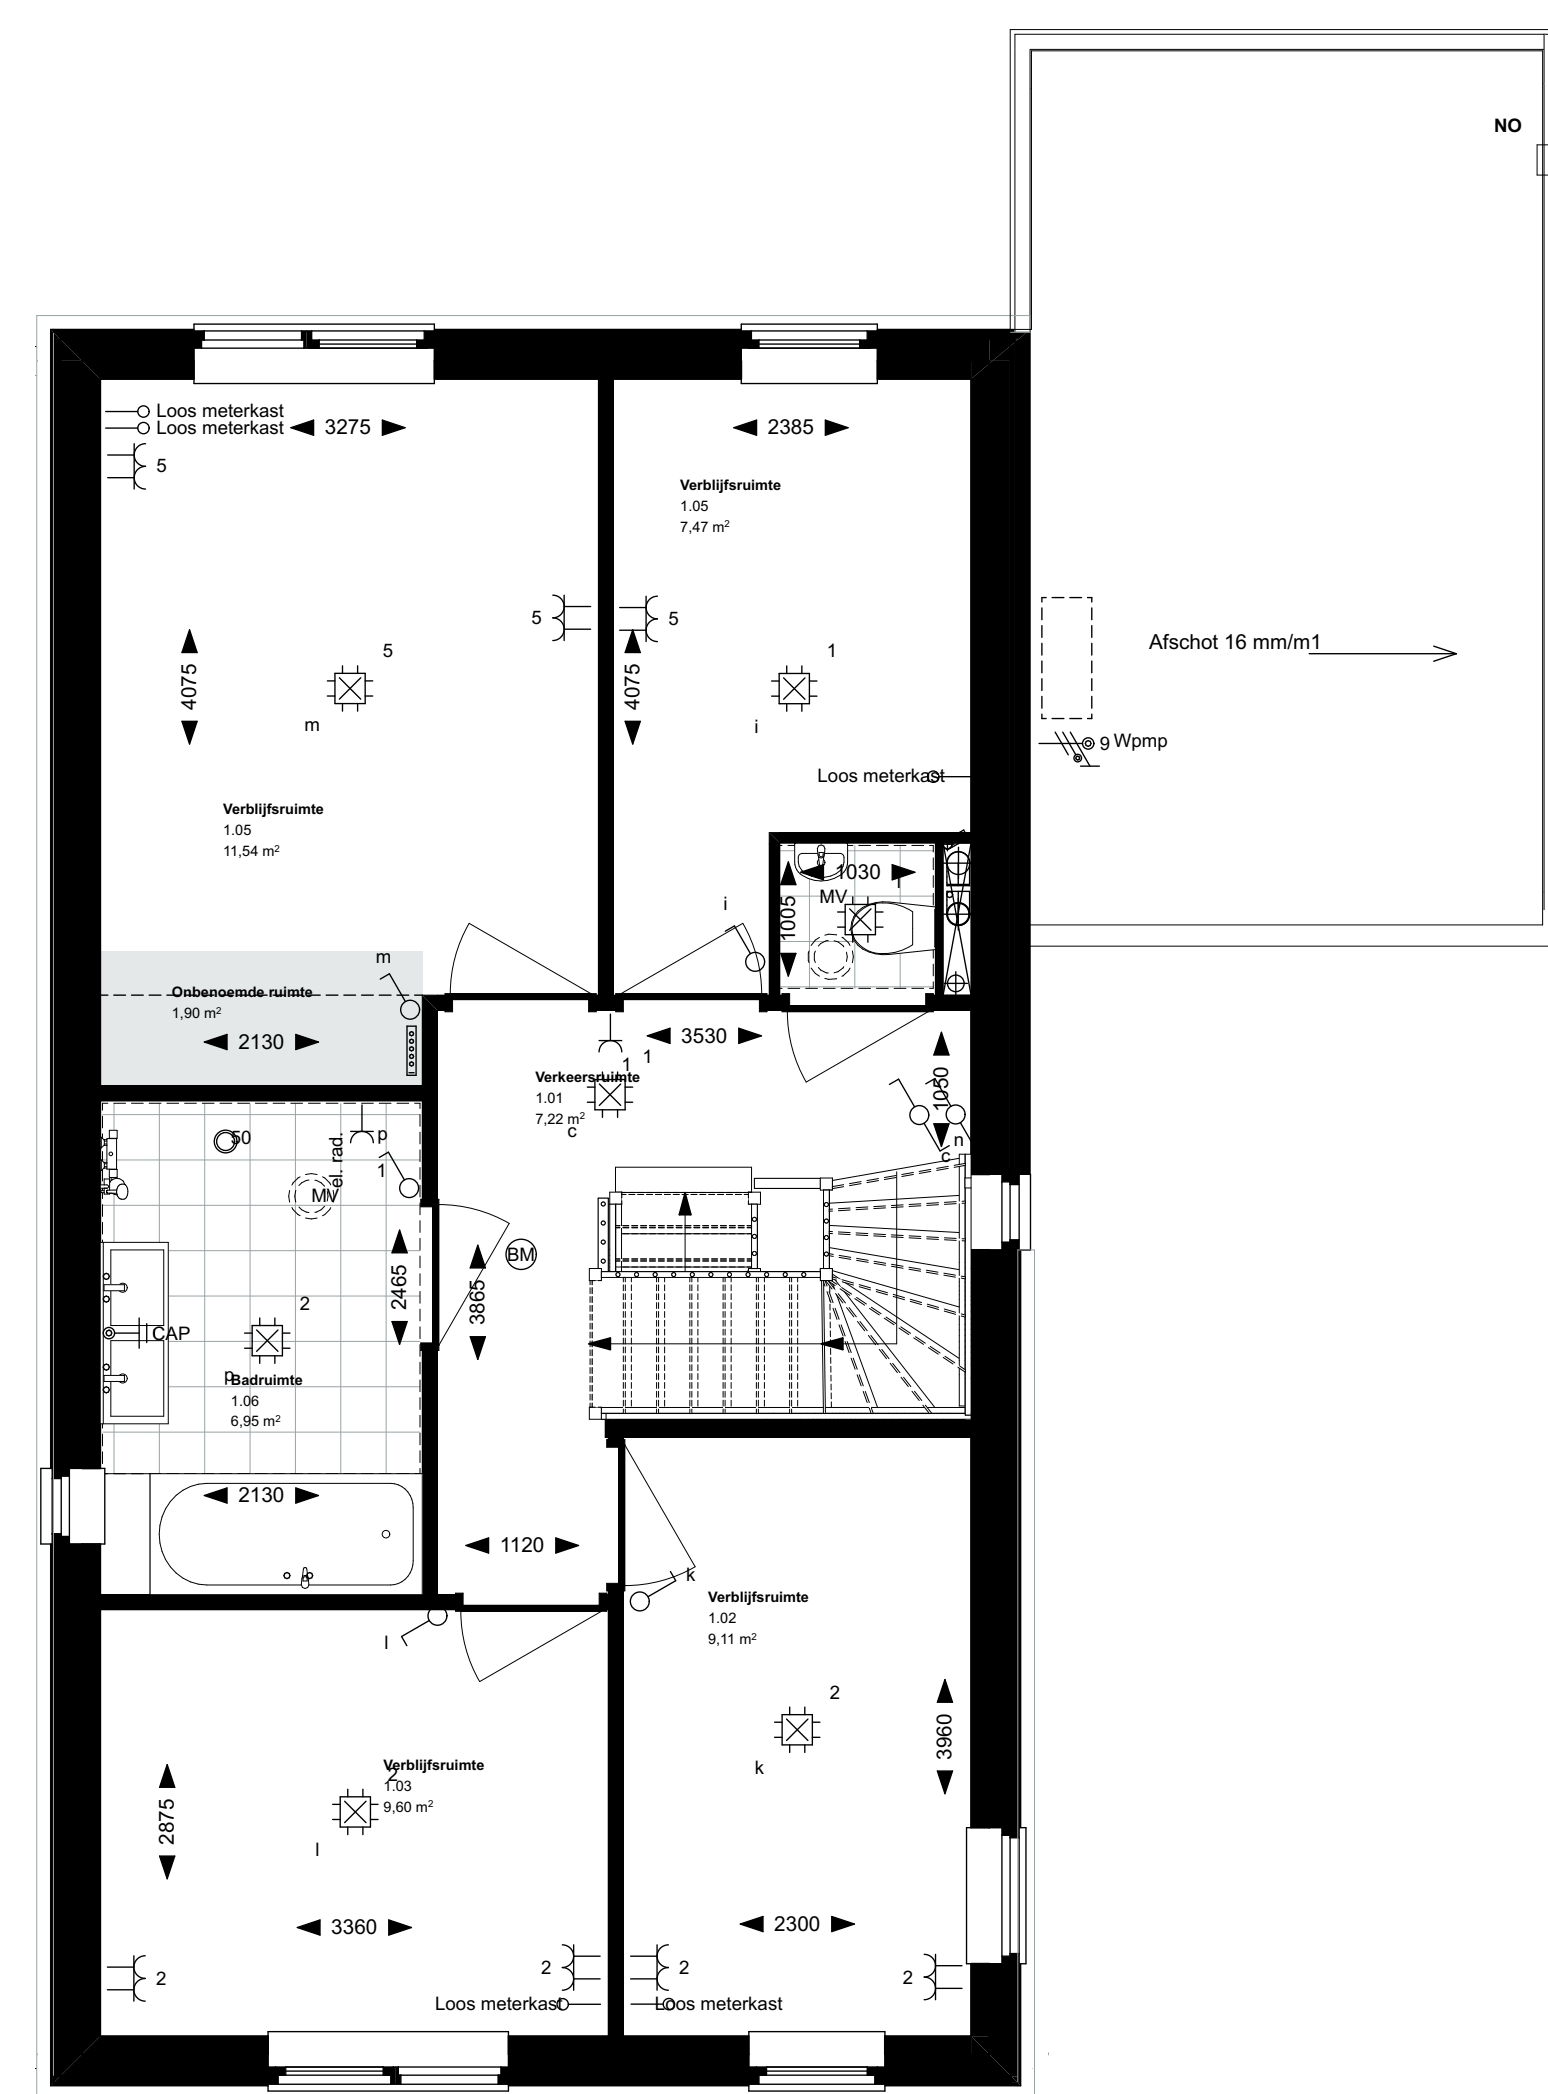 NO
Loos meterkast
Loos meterkast
3275
2385
5
Verblijfsruimte
1.05
7,47 m²
5
5
Afschot 16 mm/m1
5
1
4075
4075
m
i
9 Wpmp
Loos meterkast
Verblijfsruimte
1.05
11,54 m²
1030
MV
l
1005
i
m
Onbenoemde ruimte
1,90 m²
2130
3530
1
1
Verkeersruimte
1.01
7,22 m²
c
1050
n
c
50
el. rad.
p
1
MV
BM
2465
3865
2
CAP
p
Badruimte
1.06
6,95 m²
2130
1120
k
Verblijfsruimte
1.02
9,11 m²
l
2
3960
k
Verblijfsruimte
2
1.03
9,60 m²
2875
l
3360
2300
2
2
2
2
Loos meterkast
Loos meterkast